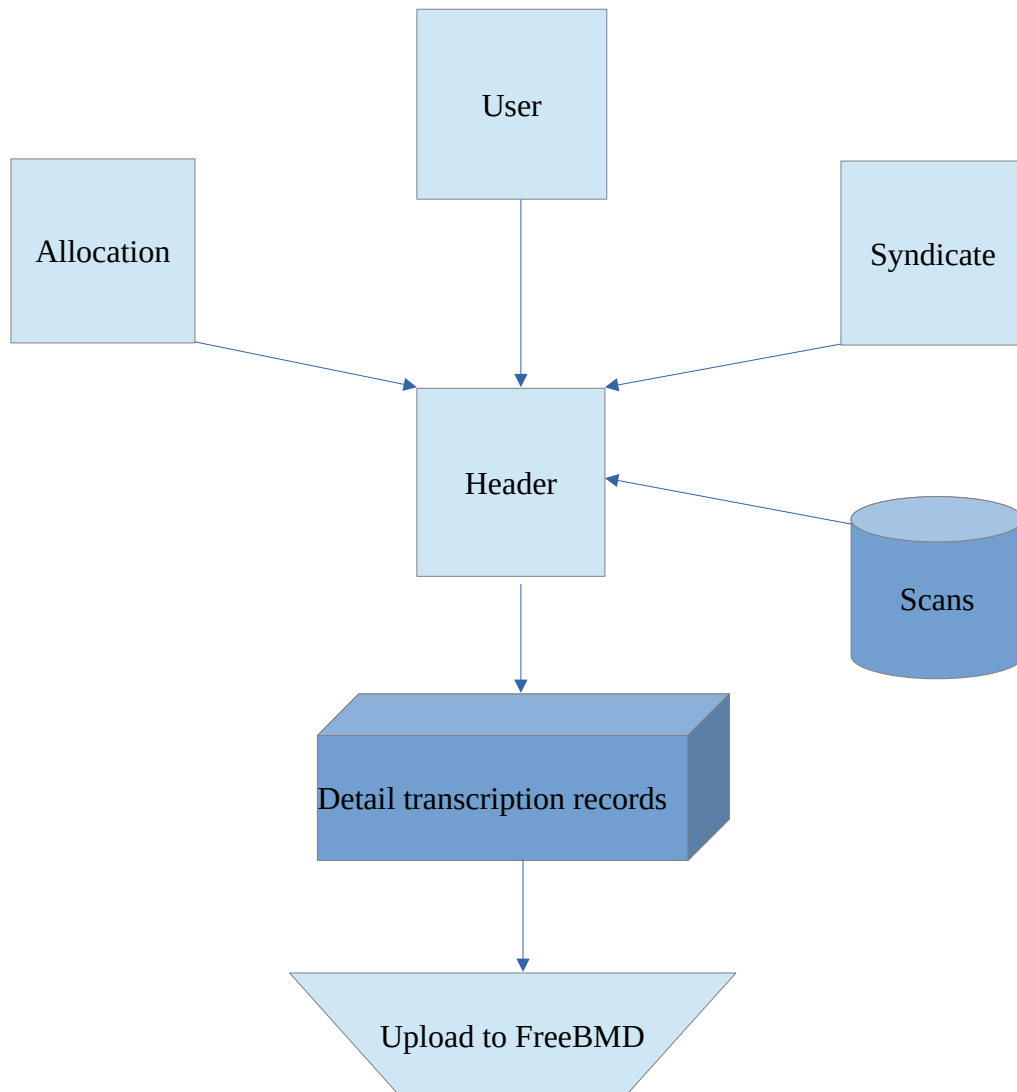 User
Allocation
Syndicate
Header
Scans
Detail transcription records
Upload to FreeBMD